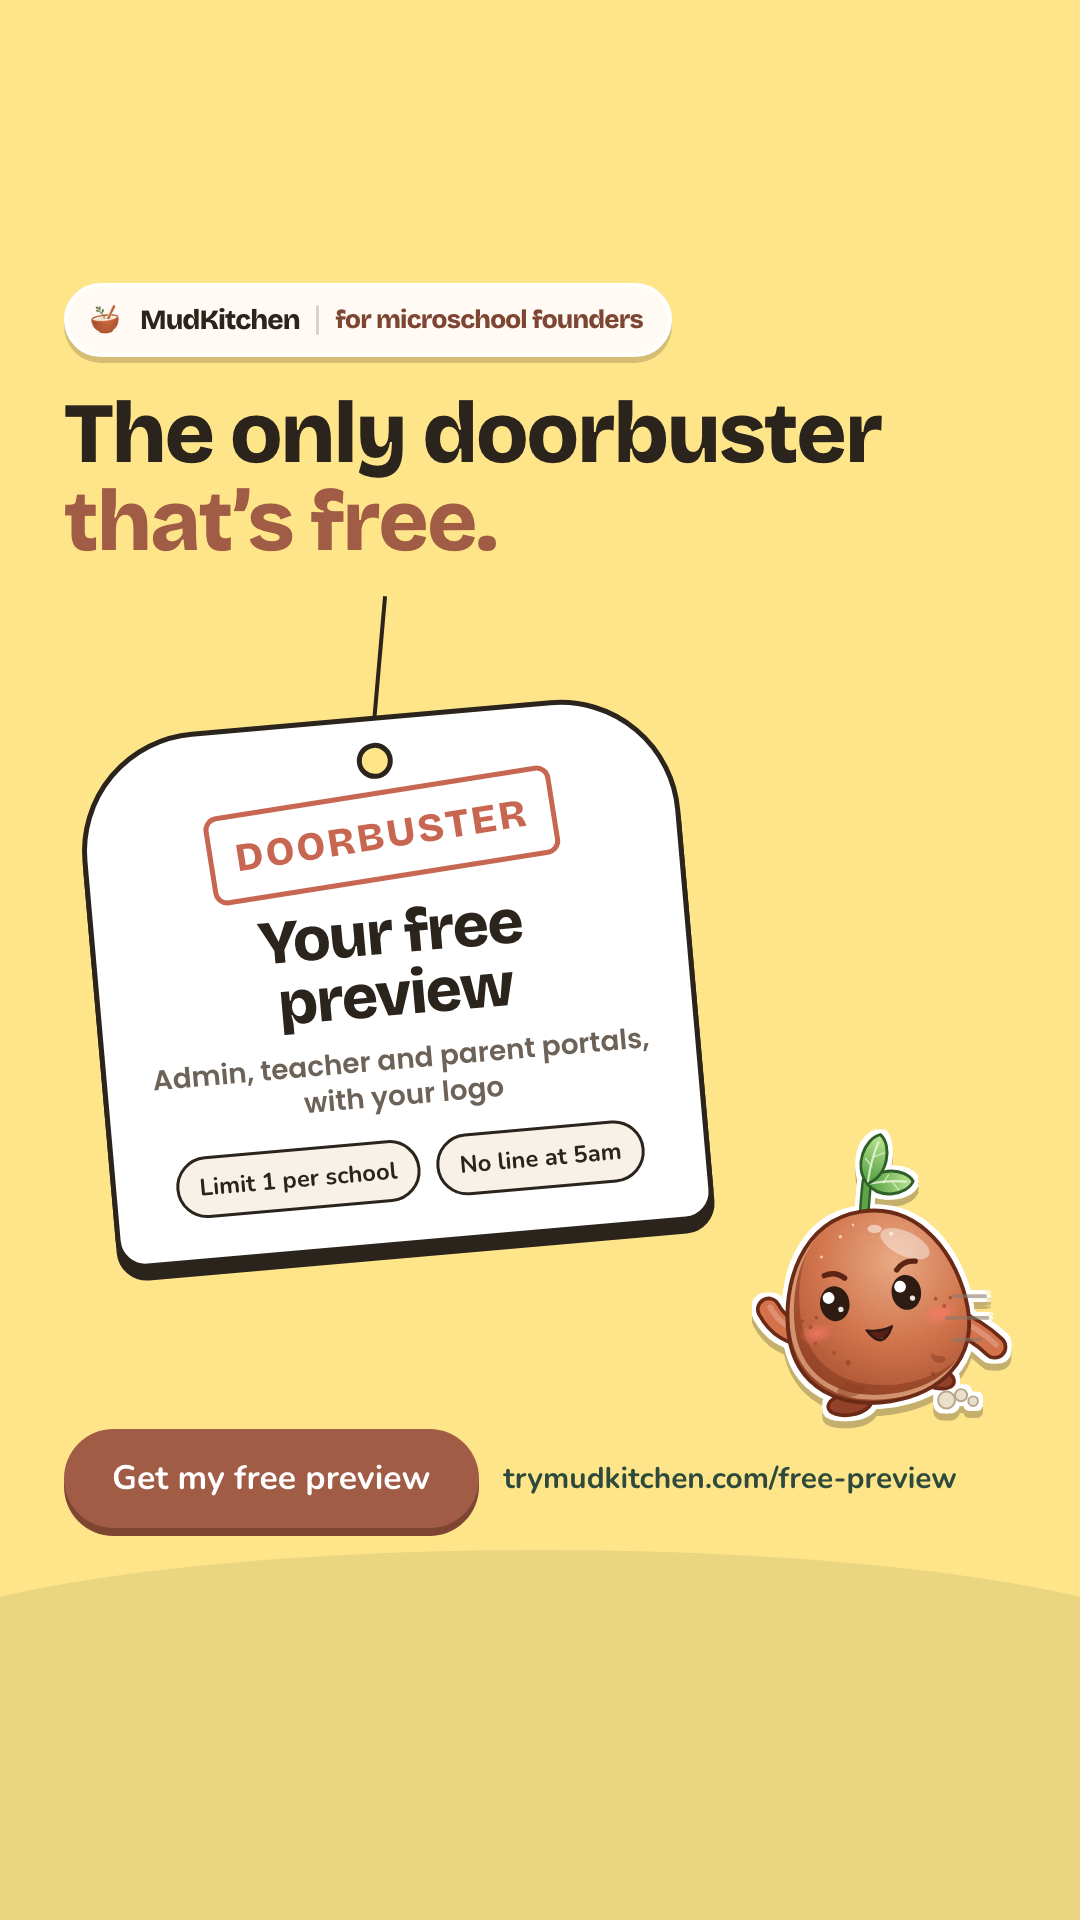 MudKitchen for microschool founders
The only doorbuster
that's free.
DOORBUSTER
Your free
preview
Admin, teacher and parent portals,
with your logo
Limit 1 per school No line at 5am
Get my free preview trymudkitchen.com/free-preview